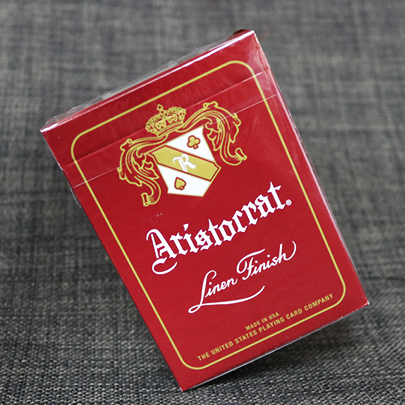 R
Aristocrat®
Linen Finish
MADE IN USA
THE UNITED STATES PLAYING CARD COMPANY